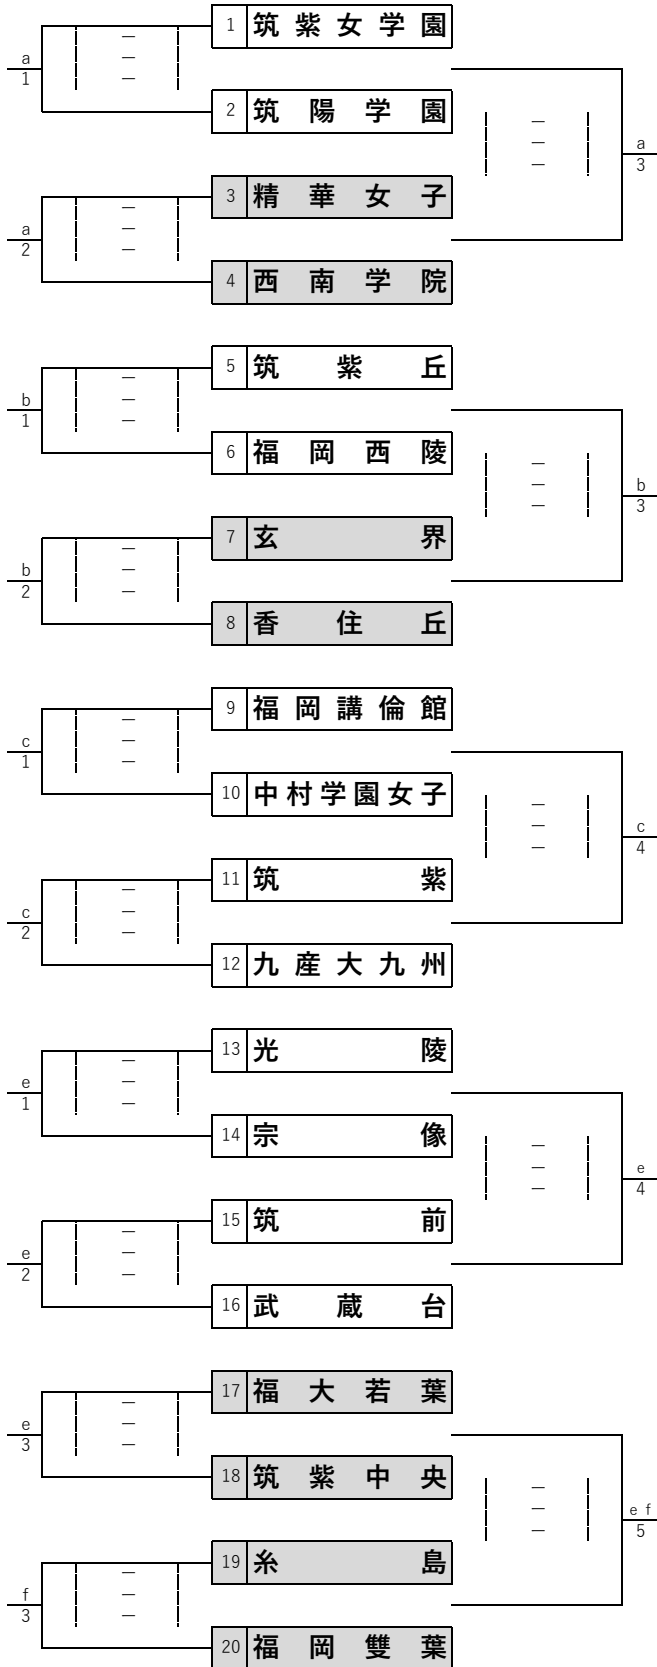 1 筑紫女学園
a
1
2 筑陽学園
a
3
3 精華女子
a
2
4 西南学院
5 筑紫丘
b
1
6 福岡西陵
b
3
7 玄界
b
2
8 香住丘
9 福岡講倫館
c
1
10 中村学園女子
c
4
11 筑紫
c
2
12 九産大九州
13 光陵
e
1
14 宗像
e
4
15 筑前
e
2
16 武蔵台
17 福大若葉
e
3
18 筑紫中央
e f
5
19 糸島
f
3
20 福岡雙葉